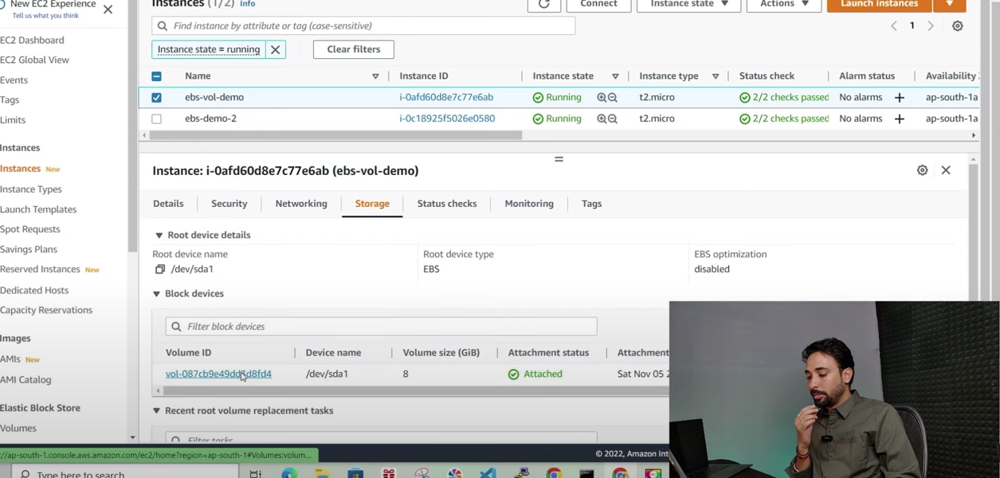 New EC2 Experience
Tell us what you think
EC2 Dashboard
EC2 Global View
Events
Tags
Limits
Instances
Instances New
Instance Types
Launch Templates
Spot Requests
Savings Plans
Reserved Instances New
Dedicated Hosts
Capacity Reservations
Images
AMIs New
AMI Catalog
Elastic Block Store
Volumes
Instances (1/2) Info
Connect
Instance state
Actions
Launch instances
Find instance by attribute or tag (case-sensitive)
1
Instance state = running
Clear filters
Name Instance ID Instance state Instance type Status check Alarm status Availability
ebs-vol-demo i-0afd60d8e7c77e6ab Running t2.micro 2/2 checks passed No alarms ap-south-1a
ebs-demo-2 i-0c18925f5026e0580 Running t2.micro 2/2 checks passed No alarms ap-south-1a
Instance: i-0afd60d8e7c77e6ab (ebs-vol-demo)
Details Security Networking Storage Status checks Monitoring Tags
Root device details
Root device name Root device type EBS optimization
/dev/sda1 EBS disabled
Block devices
Filter block devices
Volume ID Device name Volume size (GiB) Attachment status Attachment
/dev/sda1 8 Attached Sat Nov 05 2
Recent root volume replacement tasks
Filter tasks
://ap-south-1.console.aws.amazon.com/ec2/home?region=ap-south-1#Volumes:volum...
© 2022, Amazon Int
Type here to search